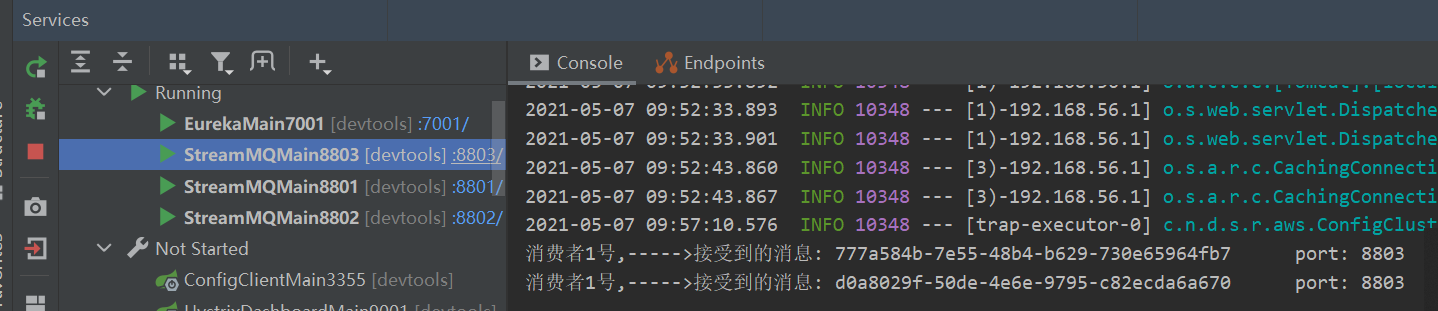 Services
Console
Endpoints
Running
EurekaMain7001 [devtools] :7001/
StreamMQMain8803 [devtools] :8803/
StreamMQMain8801 [devtools] :8801/
StreamMQMain8802 [devtools] :8802/
Not Started
ConfigClientMain3355 [devtools]
2021-05-07 09:52:33.893 INFO 10348 --- [1)-192.168.56.1] o.s.web.servlet.Dispatche
2021-05-07 09:52:33.901 INFO 10348 --- [1)-192.168.56.1] o.s.web.servlet.Dispatche
2021-05-07 09:52:43.860 INFO 10348 --- [3)-192.168.56.1] o.s.a.r.c.CachingConnecti
2021-05-07 09:52:43.867 INFO 10348 --- [3)-192.168.56.1] o.s.a.r.c.CachingConnecti
2021-05-07 09:57:10.576 INFO 10348 --- [trap-executor-0] c.n.d.s.r.aws.ConfigClust
消费者1号,----->接受到的消息: 777a584b-7e55-48b4-b629-730e65964fb7 port: 8803
消费者1号,----->接受到的消息: d0a8029f-50de-4e6e-9795-c82ecda6a670 port: 8803